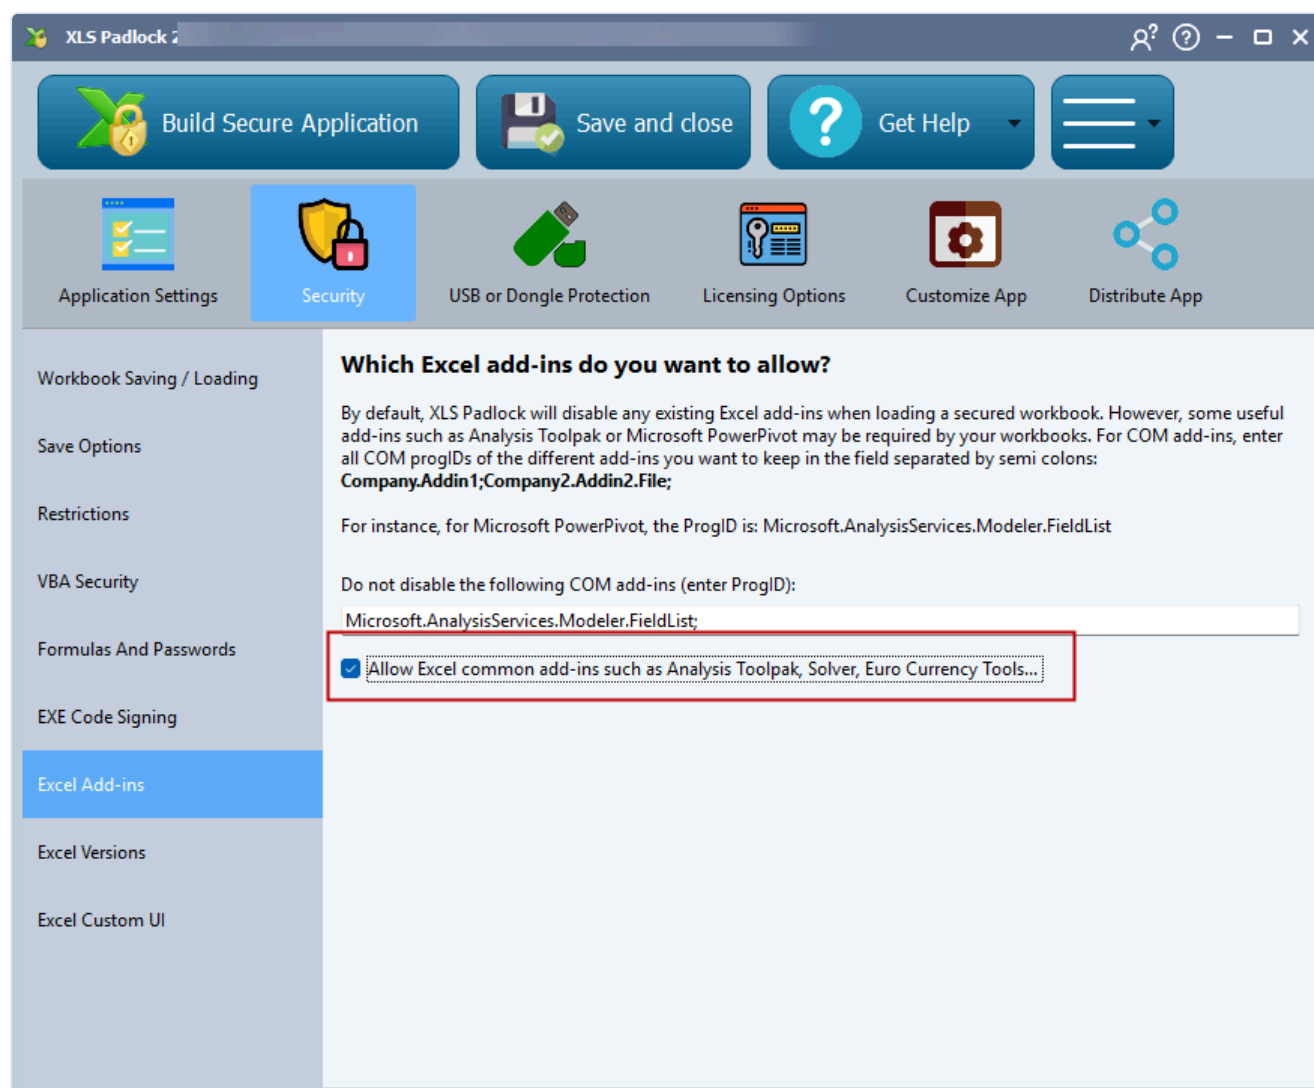 XLS Padlock
Build Secure Application
Save and close
Get Help
Application Settings
Security
USB or Dongle Protection
Licensing Options
Customize App
Distribute App
Workbook Saving / Loading
Save Options
Restrictions
VBA Security
Formulas And Passwords
EXE Code Signing
Excel Add-ins
Excel Versions
Excel Custom UI
Which Excel add-ins do you want to allow?
By default, XLS Padlock will disable any existing Excel add-ins when loading a secured workbook. However, some useful
add-ins such as Analysis Toolpak or Microsoft PowerPivot may be required by your workbooks. For COM add-ins, enter
all COM progIDs of the different add-ins you want to keep in the field separated by semi colons:
Company.Addin1;Company2.Addin2.File;
For instance, for Microsoft PowerPivot, the ProgID is: Microsoft.AnalysisServices.Modeler.FieldList
Do not disable the following COM add-ins (enter ProgID):
Microsoft.AnalysisServices.Modeler.FieldList;
Allow Excel common add-ins such as Analysis Toolpak, Solver, Euro Currency Tools...